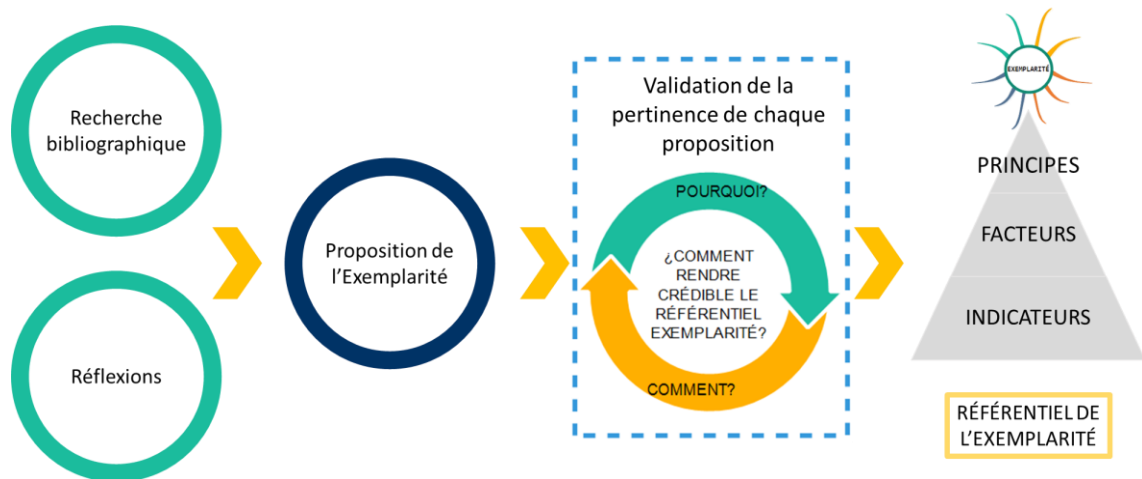 Recherche
bibliographique
Réflexions
Proposition de
l’Exemplarité
Validation de la
pertinence de chaque
proposition
POURQUOI?
¿COMMENT
RENDRE
CRÉDIBLE LE
RÉFÉRENTIEL
EXEMPLARITÉ?
COMMENT?
EXEMPLARITÉ
PRINCIPES
FACTEURS
INDICATEURS
RÉFÉRENTIEL DE
L’EXEMPLARITÉ